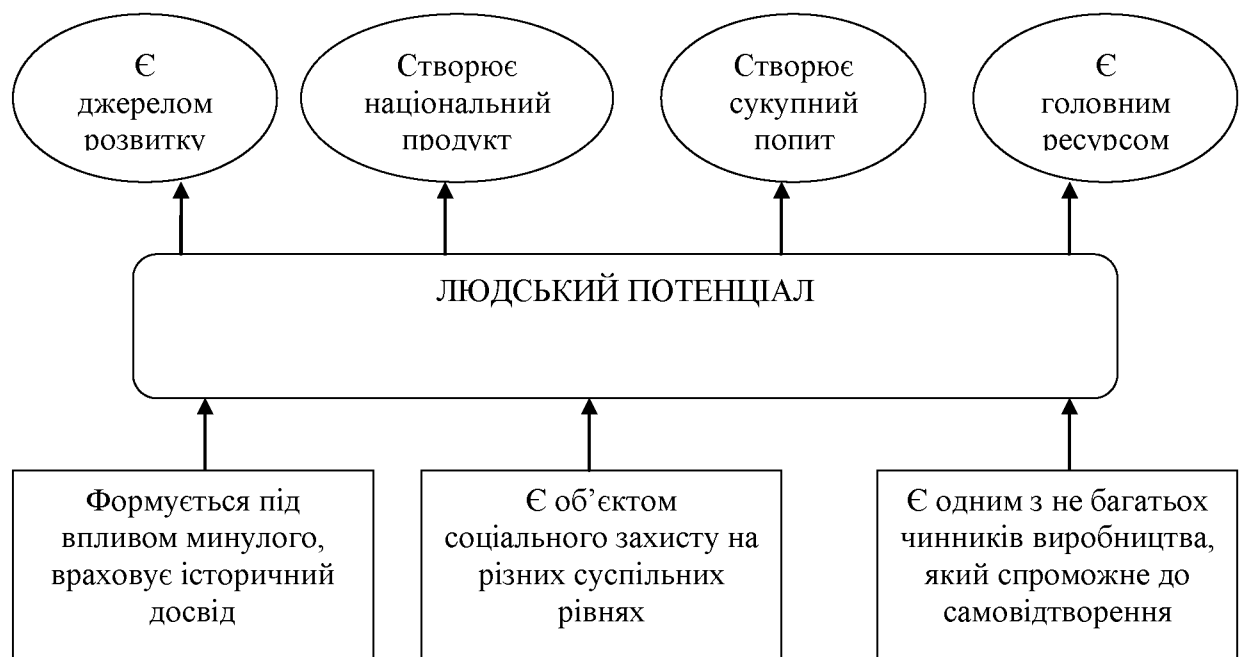 Є
джерелом
розвитку
Створює
національний
продукт
Створює
сукупний
попит
Є
головним
ресурсом
ЛЮДСЬКИЙ ПОТЕНЦІАЛ
Формується під
впливом минулого,
враховує історичний
досвід
Є об’єктом
соціального захисту на
різних суспільних
рівнях
Є одним з не багатьох
чинників виробництва,
який спроможне до
самовідтворення